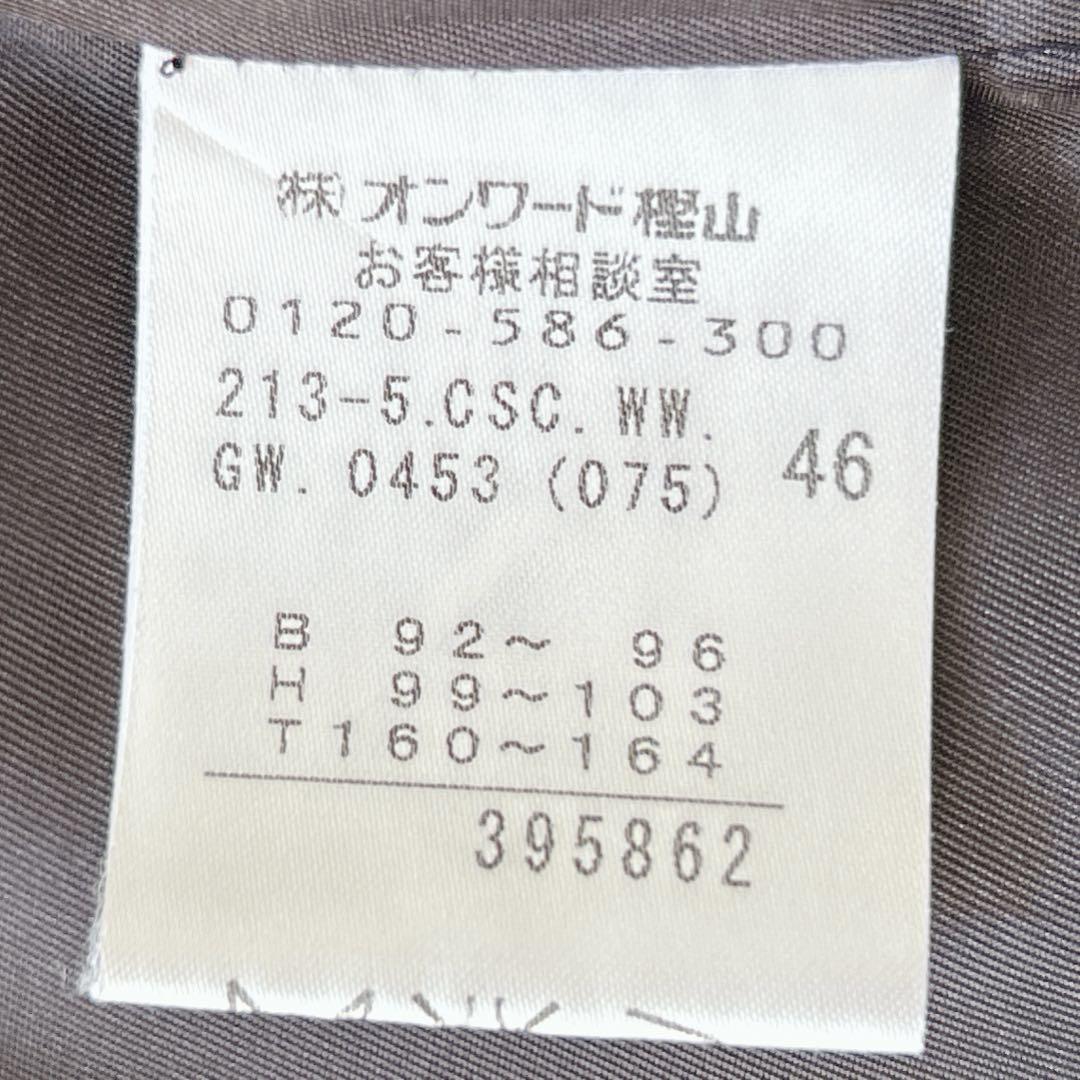 (株)オンワード樫山
お客様相談室
0120-586-300
213-5.CSC.WW.
GW.0453(075) 46
B 92～ 96
H 99～103
T160～164
395862